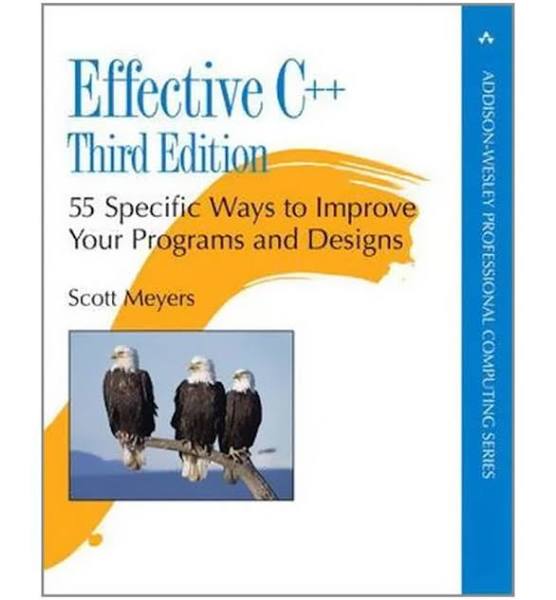 Effective C++
Third Edition
55 Specific Ways to Improve
Your Programs and Designs
Scott Meyers
ADDISON-WESLEY PROFESSIONAL COMPUTING SERIES